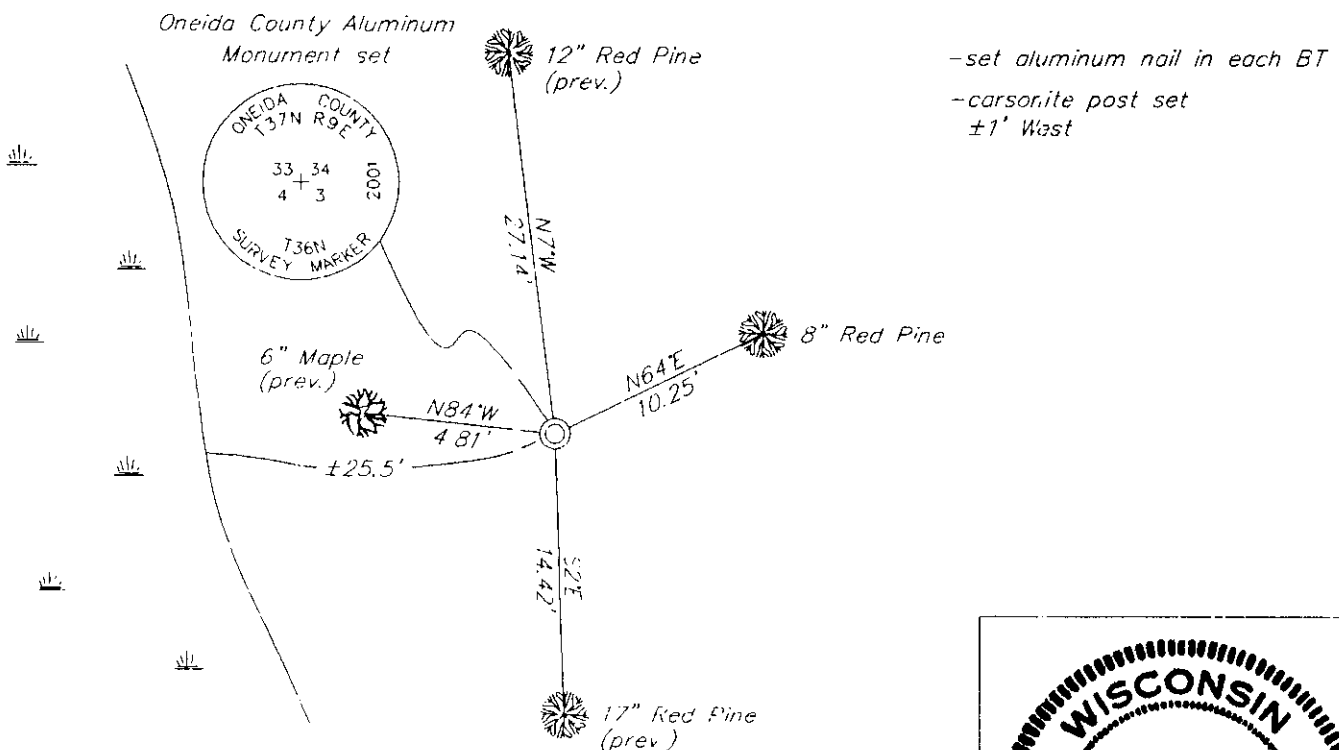 Oneida County Aluminum
Monument set
ONEIDA COUNTY
T37N R9E
33 34
4 3
2001
T36N
SURVEY MARKER
12" Red Pine
(prev.)
-set aluminum nail in each BT
-carsonite post set
±1' West
N7°W
27.14'
8" Red Pine
N64°E
10.25'
6" Maple
(prev.)
N84°W
4.81'
±25.5'
S2°E
14.42'
17" Red Pine
(prev.)
WISCONSIN